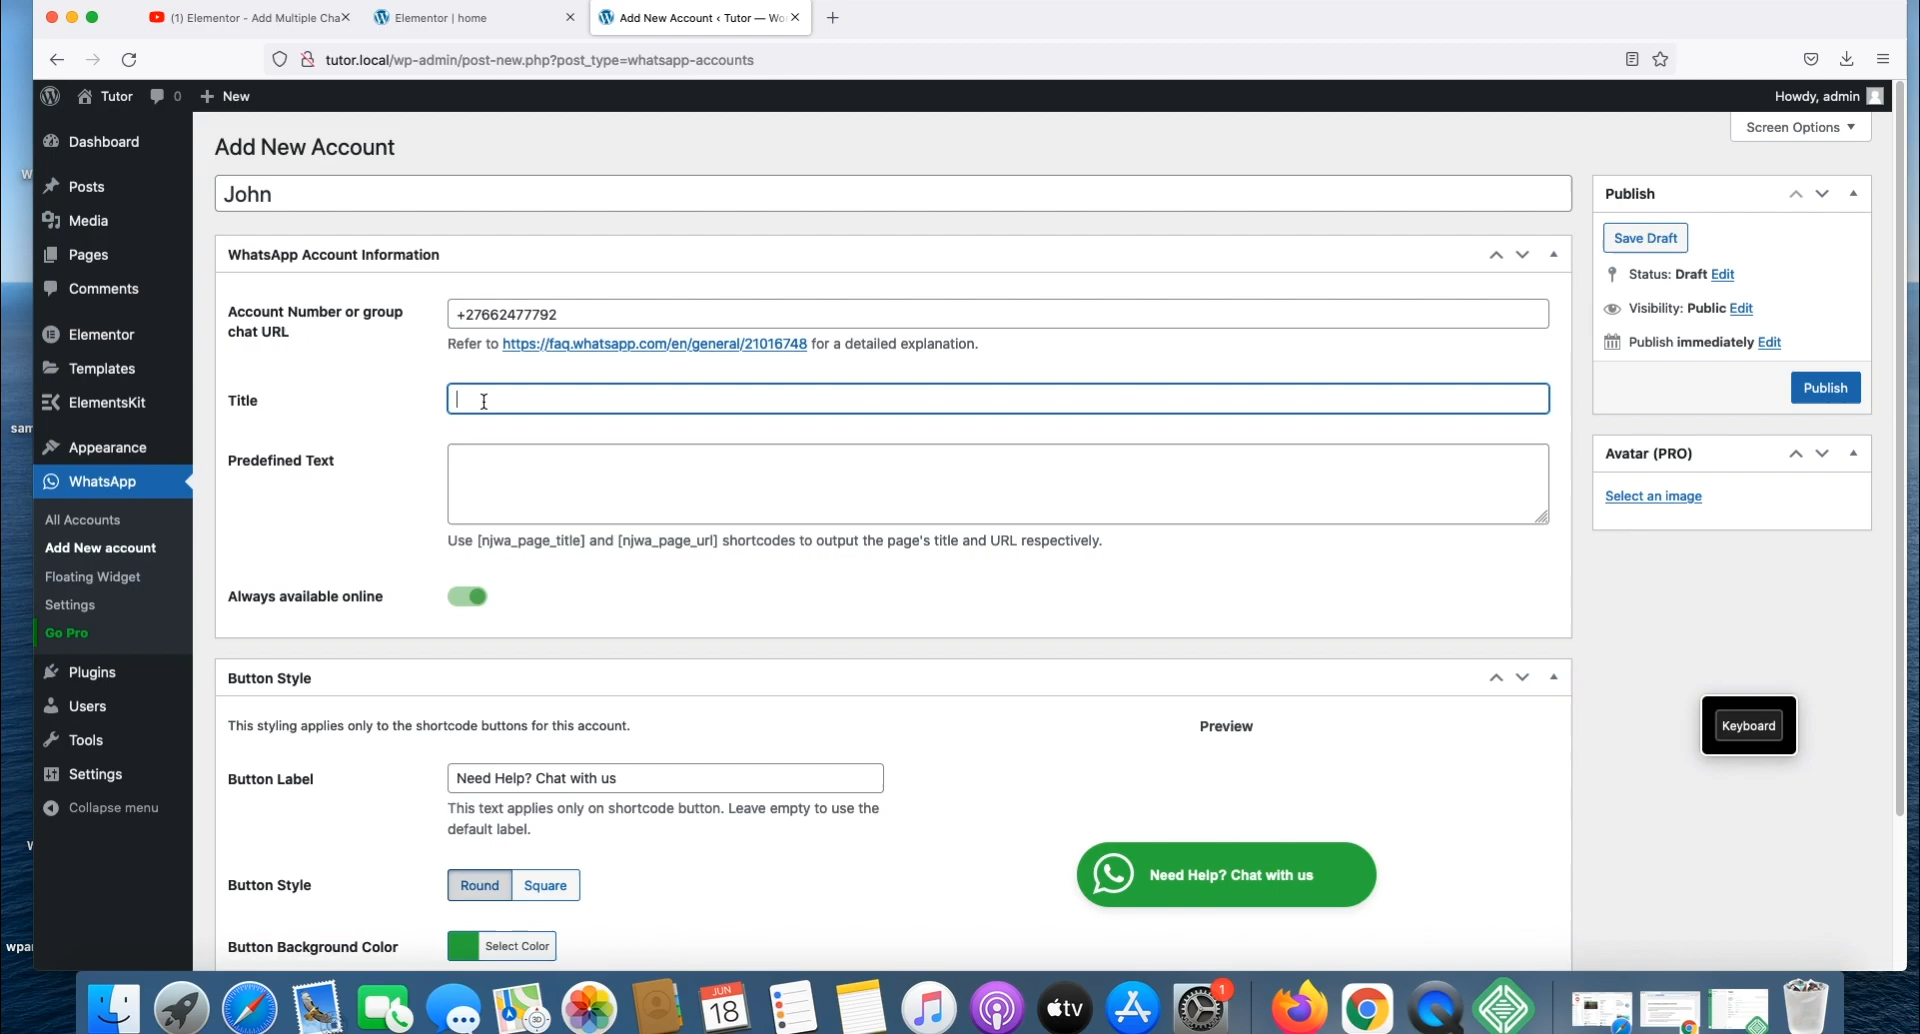 (1) Elementor - Add Multiple Cha
Elementor | home
Add New Account ‹ Tutor — Wo
tutor.local/wp-admin/post-new.php?post_type=whatsapp-accounts
Tutor
0
New
Howdy, admin
Screen Options
Dashboard
Posts
Media
Pages
Comments
Elementor
Templates
ElementsKit
Appearance
WhatsApp
All Accounts
Add New account
Floating Widget
Settings
Go Pro
Plugins
Users
Tools
Settings
Collapse menu
Add New Account
John
WhatsApp Account Information
Account Number or group
chat URL
+27662477792
Refer to https://faq.whatsapp.com/en/general/21016748 for a detailed explanation.
Title
Predefined Text
Use [njwa_page_title] and [njwa_page_url] shortcodes to output the page's title and URL respectively.
Always available online
Button Style
This styling applies only to the shortcode buttons for this account.
Preview
Button Label
Need Help? Chat with us
This text applies only on shortcode button. Leave empty to use the
default label.
Need Help? Chat with us
Button Style
Round
Square
Button Background Color
Select Color
Publish
Save Draft
Status: Draft Edit
Visibility: Public Edit
Publish immediately Edit
Publish
Avatar (PRO)
Select an image
Keyboard
W
sam
wpar
JUN
18
3D
tv
1